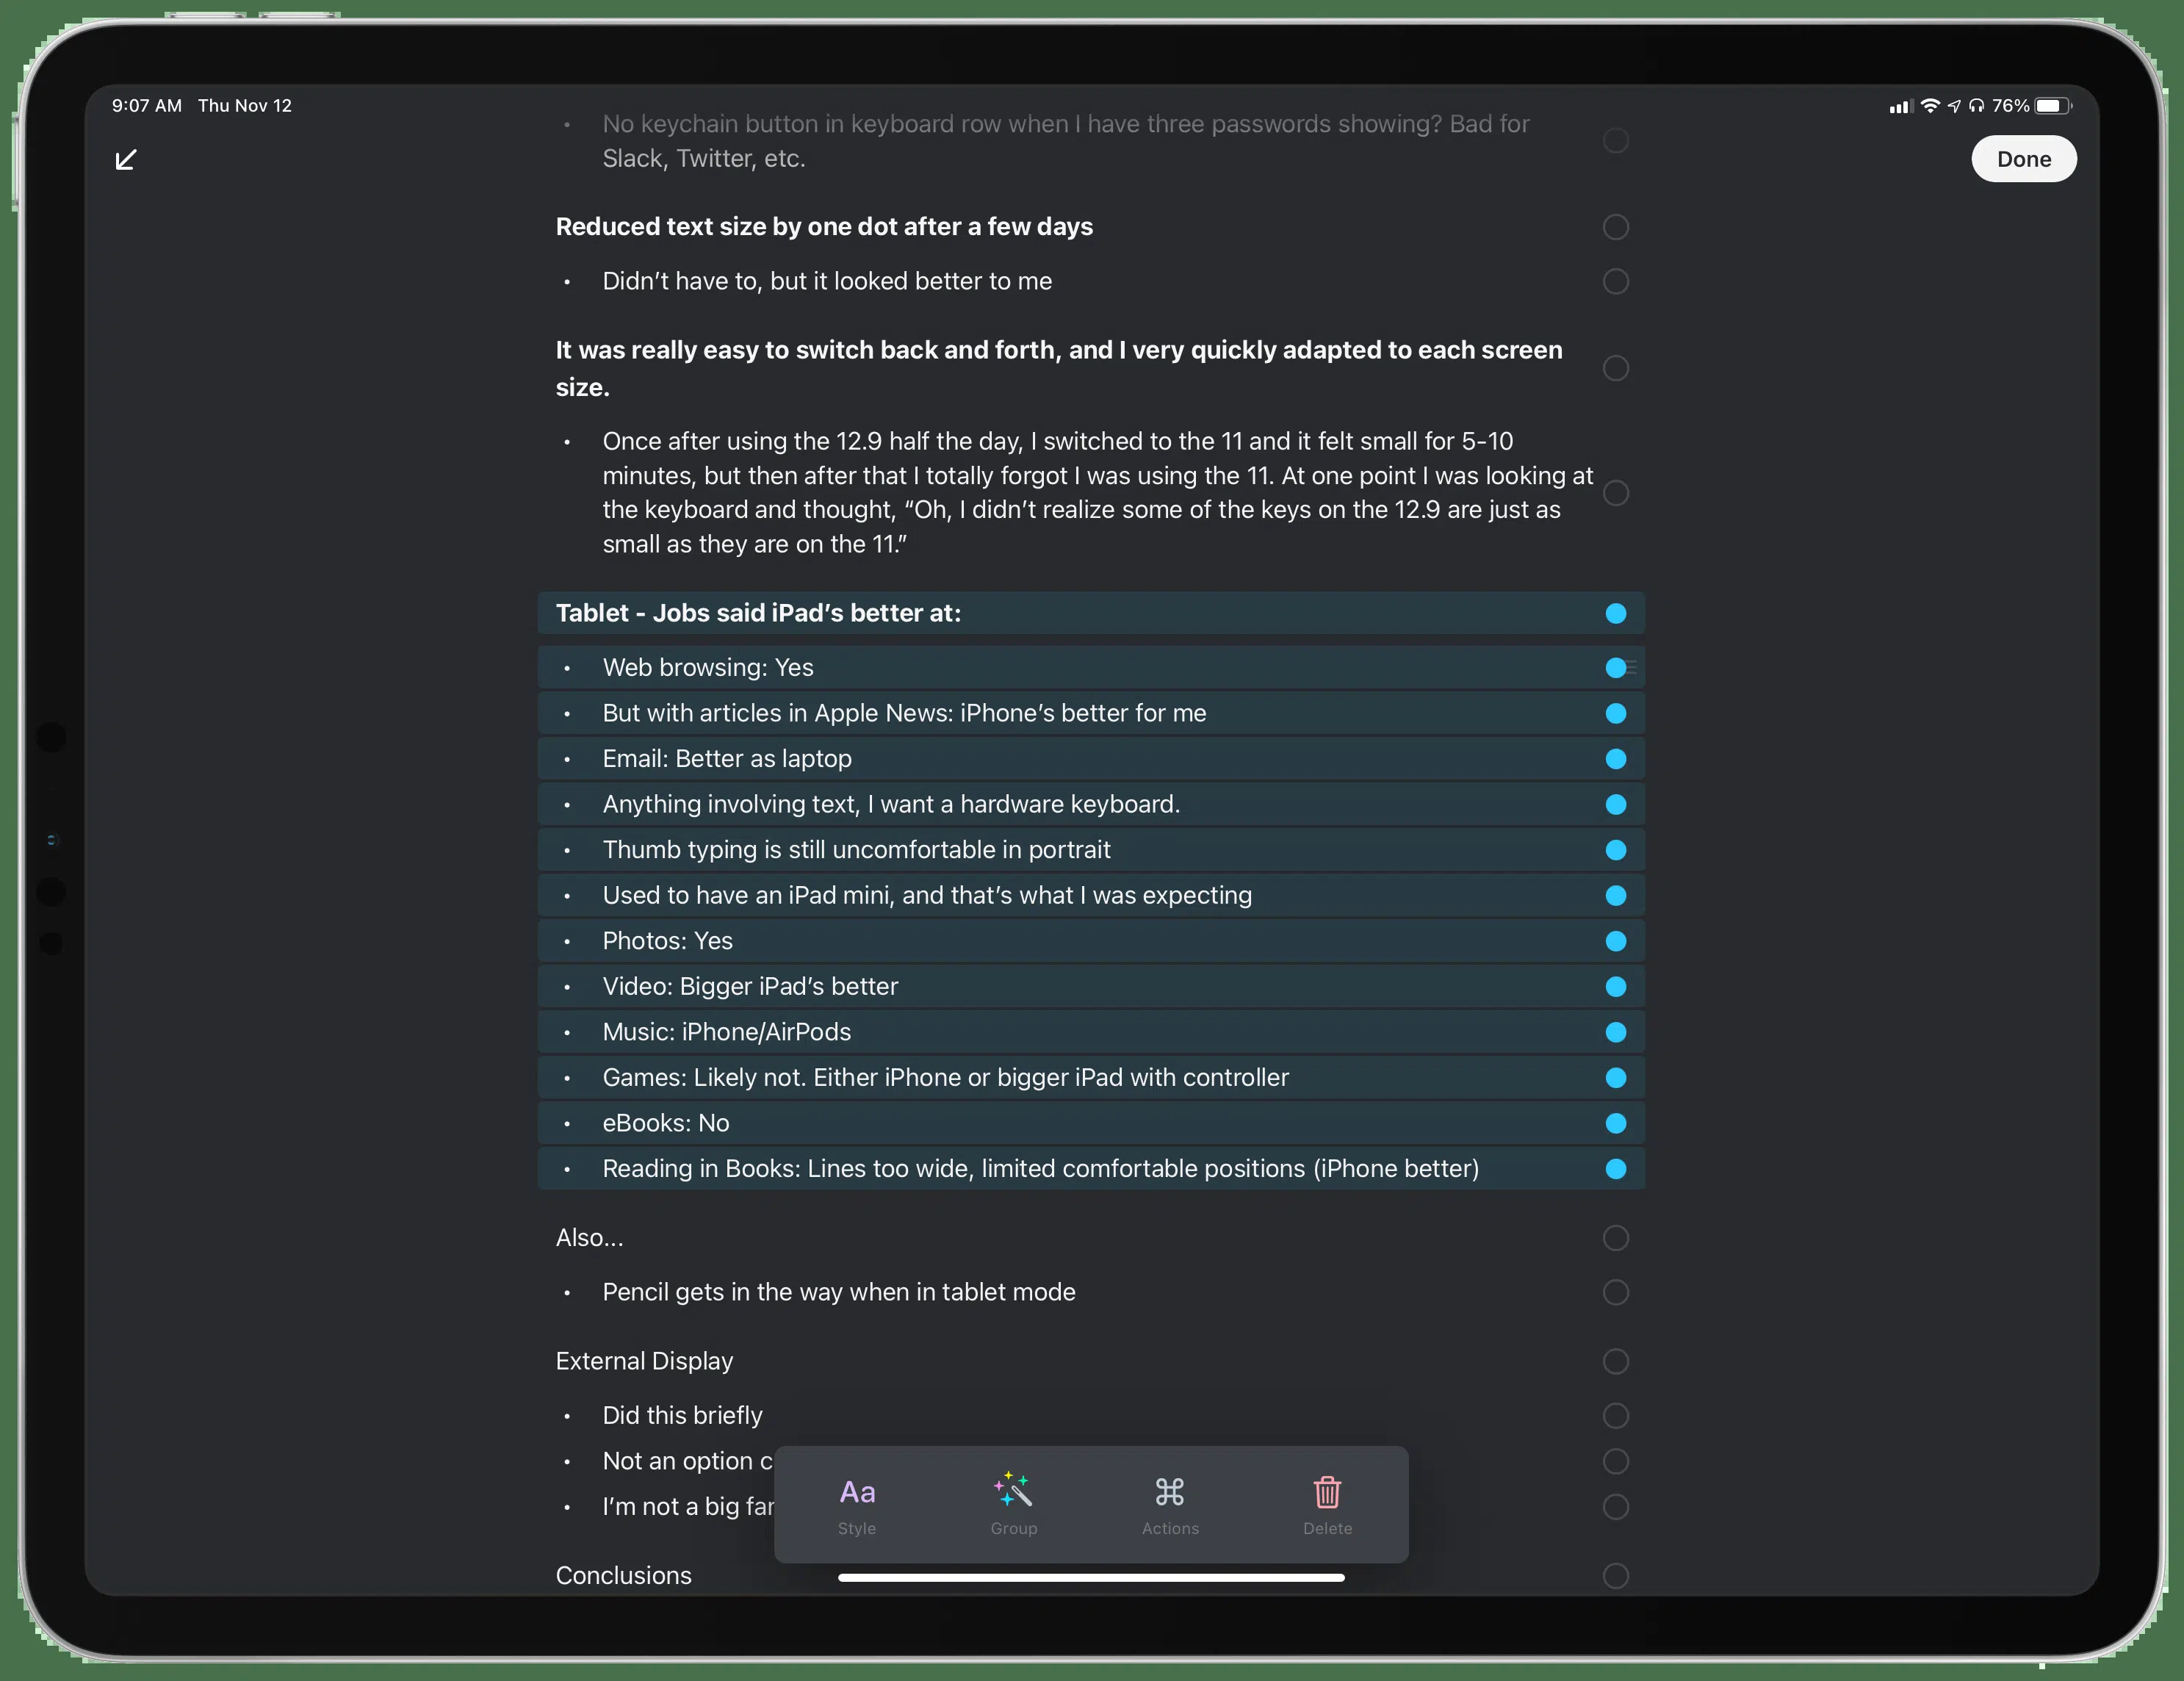 9:07 AM Thu Nov 12
76%
No keychain button in keyboard row when I have three passwords showing? Bad for
Slack, Twitter, etc.
Done
Reduced text size by one dot after a few days
• Didn’t have to, but it looked better to me
It was really easy to switch back and forth, and I very quickly adapted to each screen
size.
• Once after using the 12.9 half the day, I switched to the 11 and it felt small for 5-10
minutes, but then after that I totally forgot I was using the 11. At one point I was looking at
the keyboard and thought, “Oh, I didn’t realize some of the keys on the 12.9 are just as
small as they are on the 11.”
Tablet - Jobs said iPad’s better at:
• Web browsing: Yes
• But with articles in Apple News: iPhone’s better for me
• Email: Better as laptop
• Anything involving text, I want a hardware keyboard.
• Thumb typing is still uncomfortable in portrait
• Used to have an iPad mini, and that’s what I was expecting
• Photos: Yes
• Video: Bigger iPad’s better
• Music: iPhone/AirPods
• Games: Likely not. Either iPhone or bigger iPad with controller
• eBooks: No
• Reading in Books: Lines too wide, limited comfortable positions (iPhone better)
Also...
• Pencil gets in the way when in tablet mode
External Display
• Did this briefly
• Not an option
• I’m not a big
Aa
Style Group Actions Delete
Conclusions